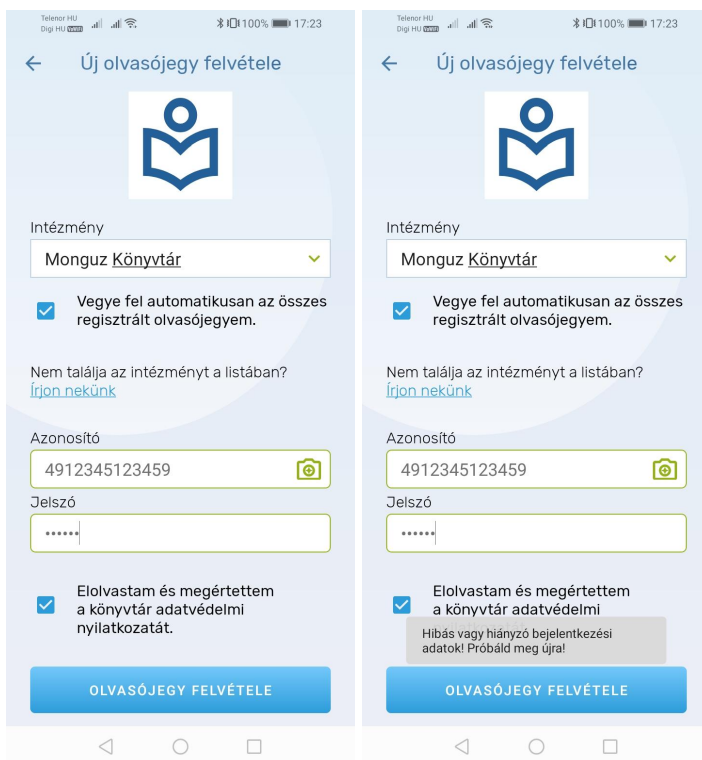 Telenor HU
Digi HU VoWiFi
100% 17:23
Új olvasójegy felvétele
Intézmény
Monguz Könyvtár
Vegye fel automatikusan az összes
regisztrált olvasójegyem.
Nem találja az intézményt a listában?
Írjon nekünk
Azonosító
4912345123459
Jelszó
••••••
Elolvastam és megértettem
a könyvtár adatvédelmi
nyilatkozatát.
OLVASÓJEGY FELVÉTELE
Telenor HU
Digi HU VoWiFi
100% 17:23
Új olvasójegy felvétele
Intézmény
Monguz Könyvtár
Vegye fel automatikusan az összes
regisztrált olvasójegyem.
Nem találja az intézményt a listában?
Írjon nekünk
Azonosító
4912345123459
Jelszó
••••••
Elolvastam és megértettem
a könyvtár adatvédelmi
Hibás vagy hiányzó bejelentkezési
adatok! Próbáld meg újra!
OLVASÓJEGY FELVÉTELE